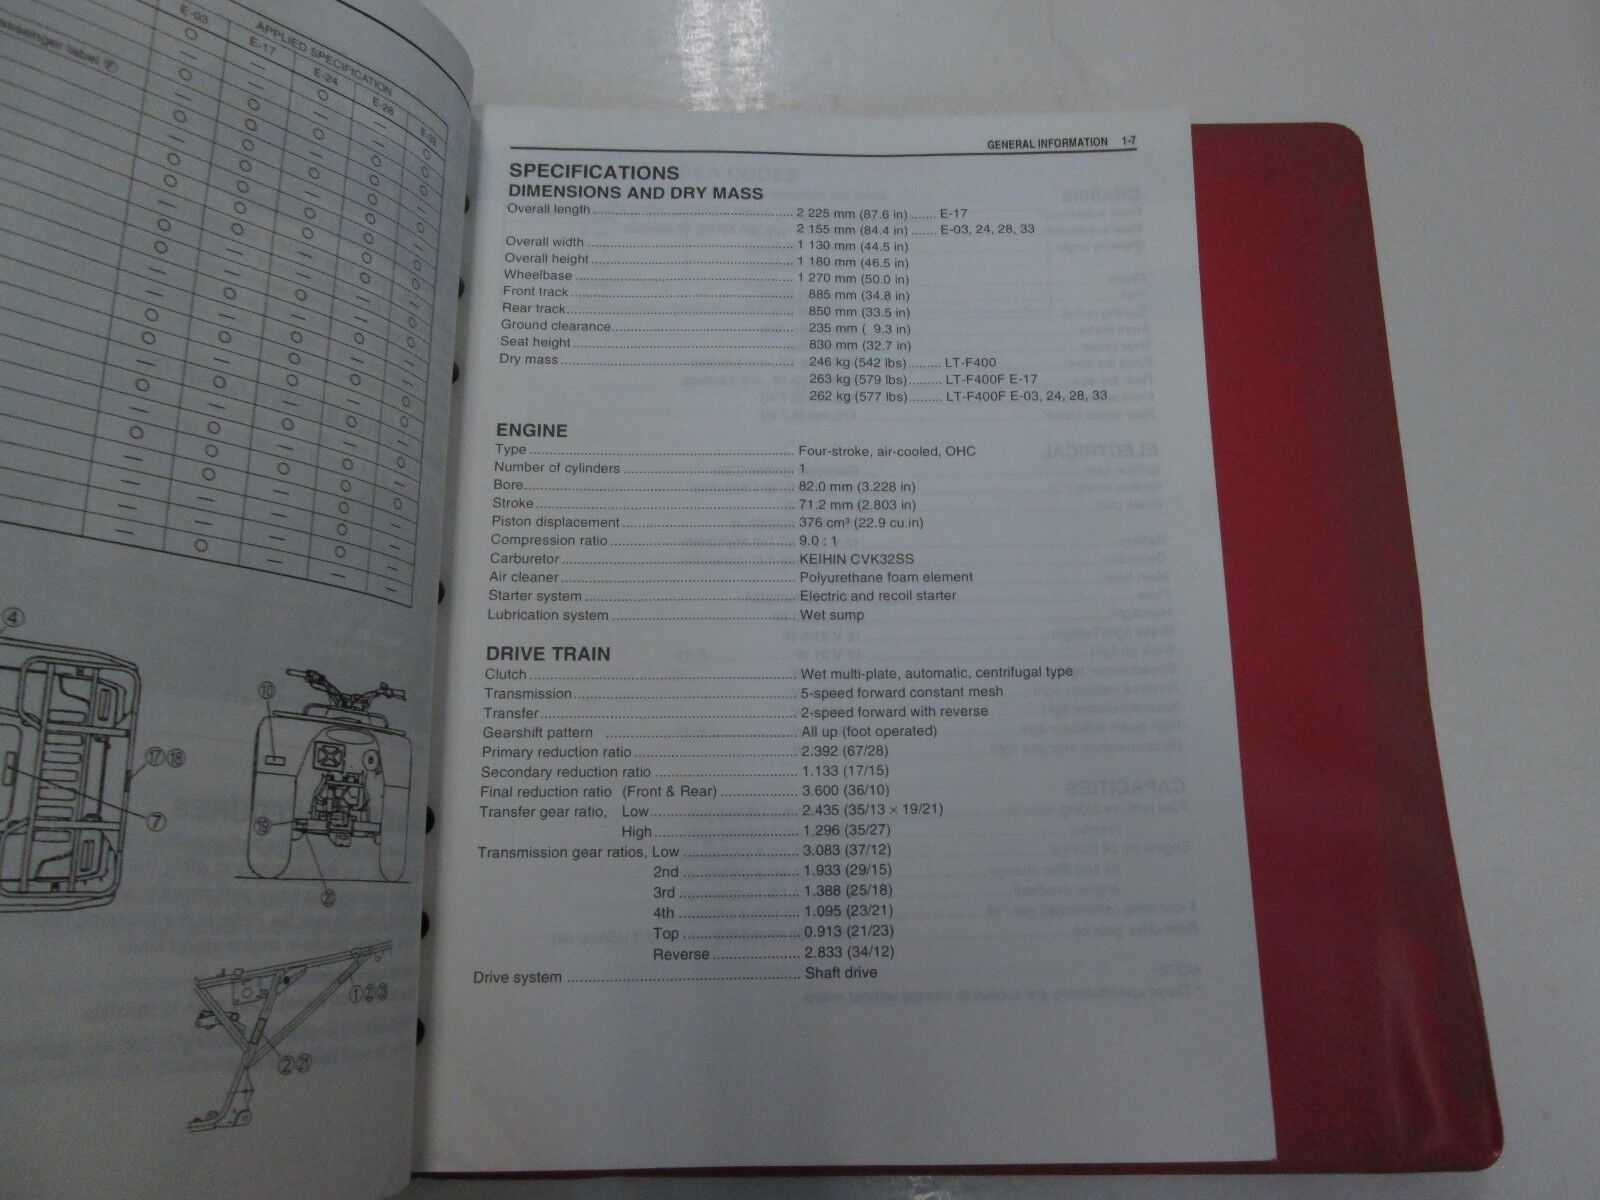 E-03
APPLIED SPECIFICATION
E-17
E-24
E-28
E-33
label Ⓕ
④
⑰ ⑱
⑦
⑩
⑲
⑳
①②③
②㉑
GENERAL INFORMATION 1-7
SPECIFICATIONS
DIMENSIONS AND DRY MASS
Overall length ........ 2 225 mm (87.6 in) ....... E-17
2 155 mm (84.4 in) ....... E-03, 24, 28, 33
Overall width ........ 1 130 mm (44.5 in)
Overall height ........ 1 180 mm (46.5 in)
Wheelbase ........ 1 270 mm (50.0 in)
Front track ........ 885 mm (34.8 in)
Rear track ........ 850 mm (33.5 in)
Ground clearance ........ 235 mm ( 9.3 in)
Seat height ........ 830 mm (32.7 in)
Dry mass ........ 246 kg (542 lbs) ......... LT-F400
263 kg (579 lbs) ......... LT-F400F E-17
262 kg (577 lbs) ......... LT-F400F E-03, 24, 28, 33
ENGINE
Type ........ Four-stroke, air-cooled, OHC
Number of cylinders ........ 1
Bore ........ 82.0 mm (3.228 in)
Stroke ........ 71.2 mm (2.803 in)
Piston displacement ........ 376 cm³ (22.9 cu.in)
Compression ratio ........ 9.0 : 1
Carburetor ........ KEIHIN CVK32SS
Air cleaner ........ Polyurethane foam element
Starter system ........ Electric and recoil starter
Lubrication system ........ Wet sump
DRIVE TRAIN
Clutch ........ Wet multi-plate, automatic, centrifugal type
Transmission ........ 5-speed forward constant mesh
Transfer ........ 2-speed forward with reverse
Gearshift pattern ........ All up (foot operated)
Primary reduction ratio ........ 2.392 (67/28)
Secondary reduction ratio ........ 1.133 (17/15)
Final reduction ratio (Front & Rear) ........ 3.600 (36/10)
Transfer gear ratio, Low ........ 2.435 (35/13 × 19/21)
High ........ 1.296 (35/27)
Transmission gear ratios, Low ........ 3.083 (37/12)
2nd ........ 1.933 (29/15)
3rd ........ 1.388 (25/18)
4th ........ 1.095 (23/21)
Top ........ 0.913 (21/23)
Reverse ........ 2.833 (34/12)
Drive system ........ Shaft drive